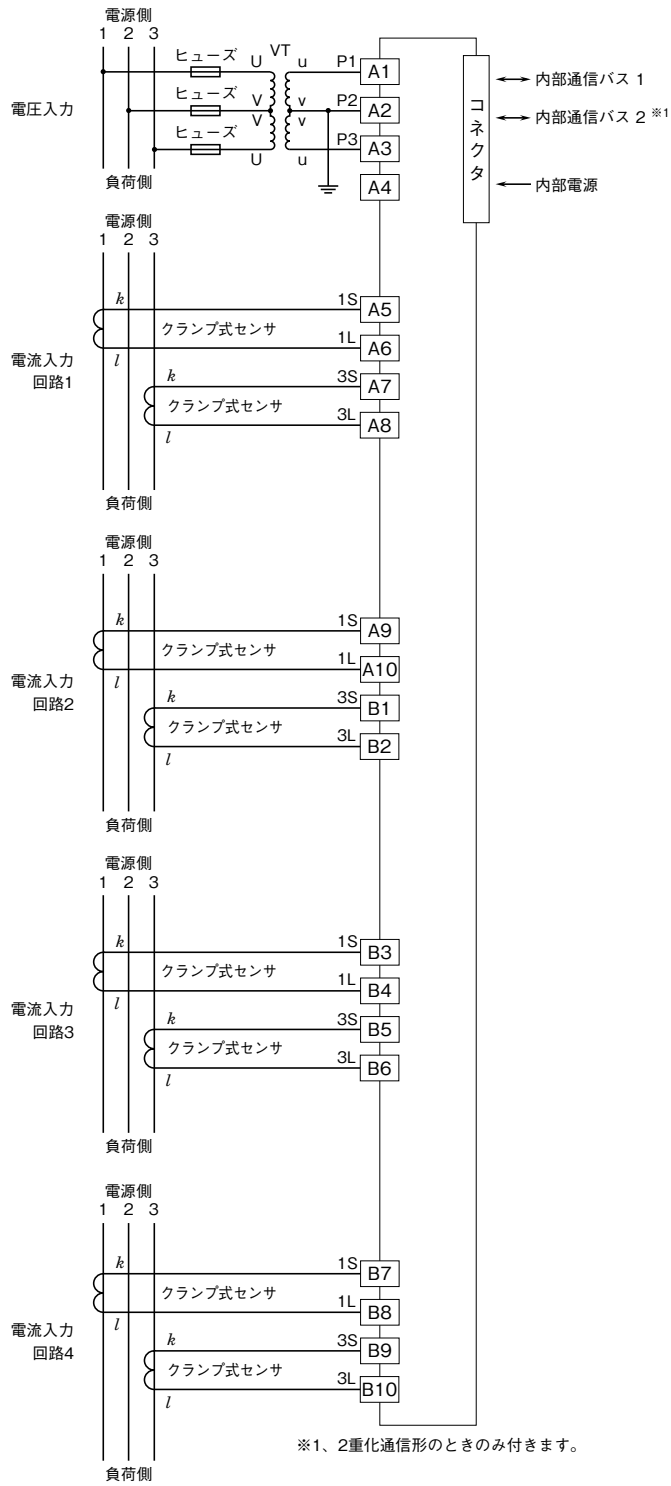 電源側
1 2 3
電圧入力
ヒューズ U VT u P1 A1
ヒューズ V v P2 A2
ヒューズ V v P3 A3
U u
A4
負荷側
コネクタ
内部通信バス 1
内部通信バス 2 ※1
内部電源
電源側
1 2 3
電流入力
回路1
k 1S A5
クランプ式センサ
l 1L A6
k 3S A7
クランプ式センサ
l 3L A8
負荷側
電源側
1 2 3
電流入力
回路2
k 1S A9
クランプ式センサ
l 1L A10
k 3S B1
クランプ式センサ
l 3L B2
負荷側
電源側
1 2 3
電流入力
回路3
k 1S B3
クランプ式センサ
l 1L B4
k 3S B5
クランプ式センサ
l 3L B6
負荷側
電源側
1 2 3
電流入力
回路4
k 1S B7
クランプ式センサ
l 1L B8
k 3S B9
クランプ式センサ
l 3L B10
負荷側
※1、2重化通信形のときのみ付きます。